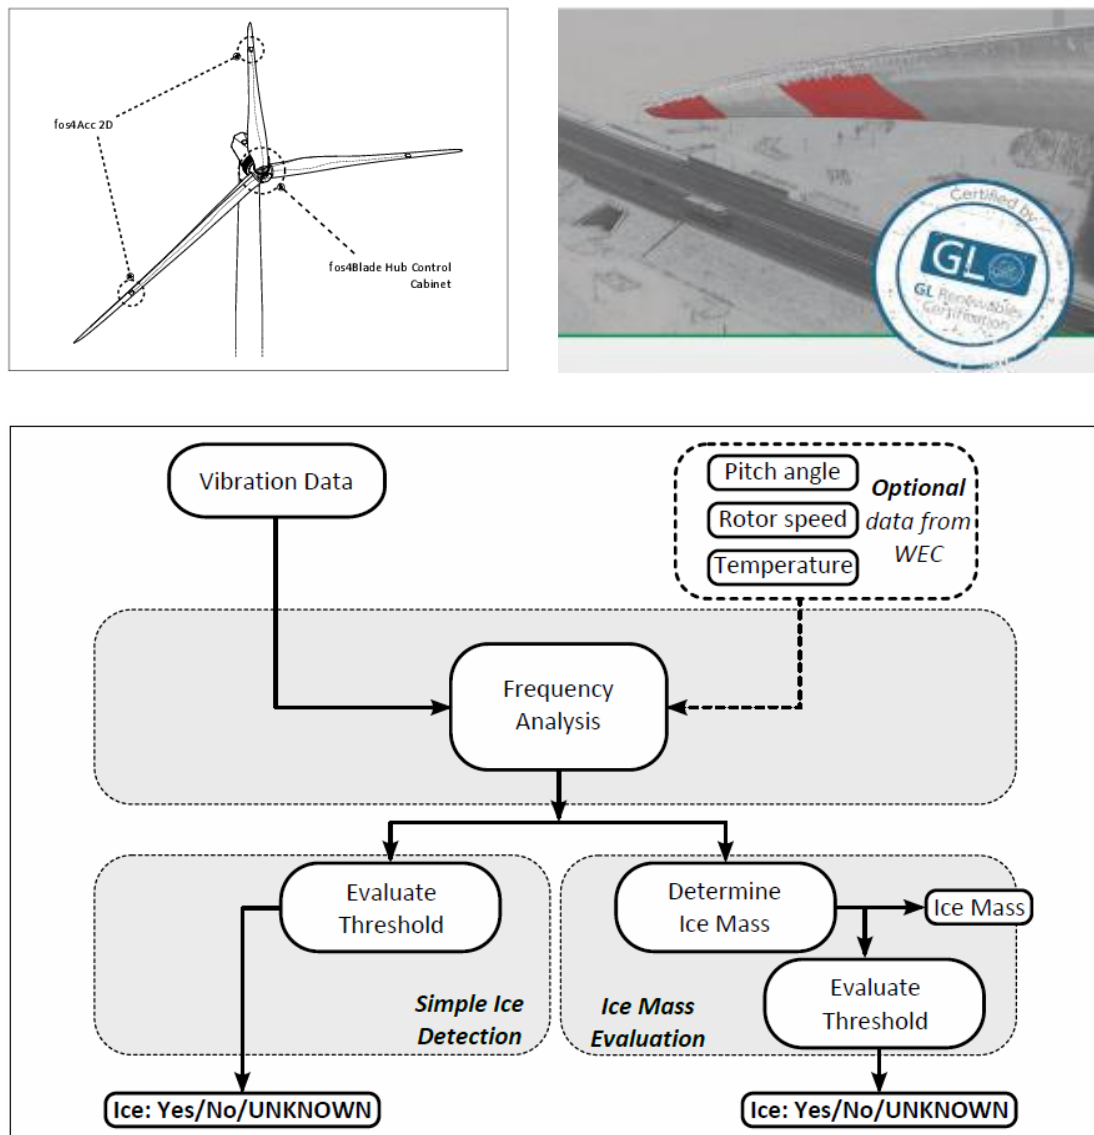 fos4Acc 2D
fos4Blade Hub Control
Cabinet
Certified by
GL
GL Renewables
Certification
Vibration Data
Pitch angle
Rotor speed
Temperature
Optional
data from
WEC
Frequency
Analysis
Evaluate
Threshold
Determine
Ice Mass
Ice Mass
Evaluate
Threshold
Simple Ice
Detection
Ice Mass
Evaluation
Ice: Yes/No/UNKNOWN
Ice: Yes/No/UNKNOWN